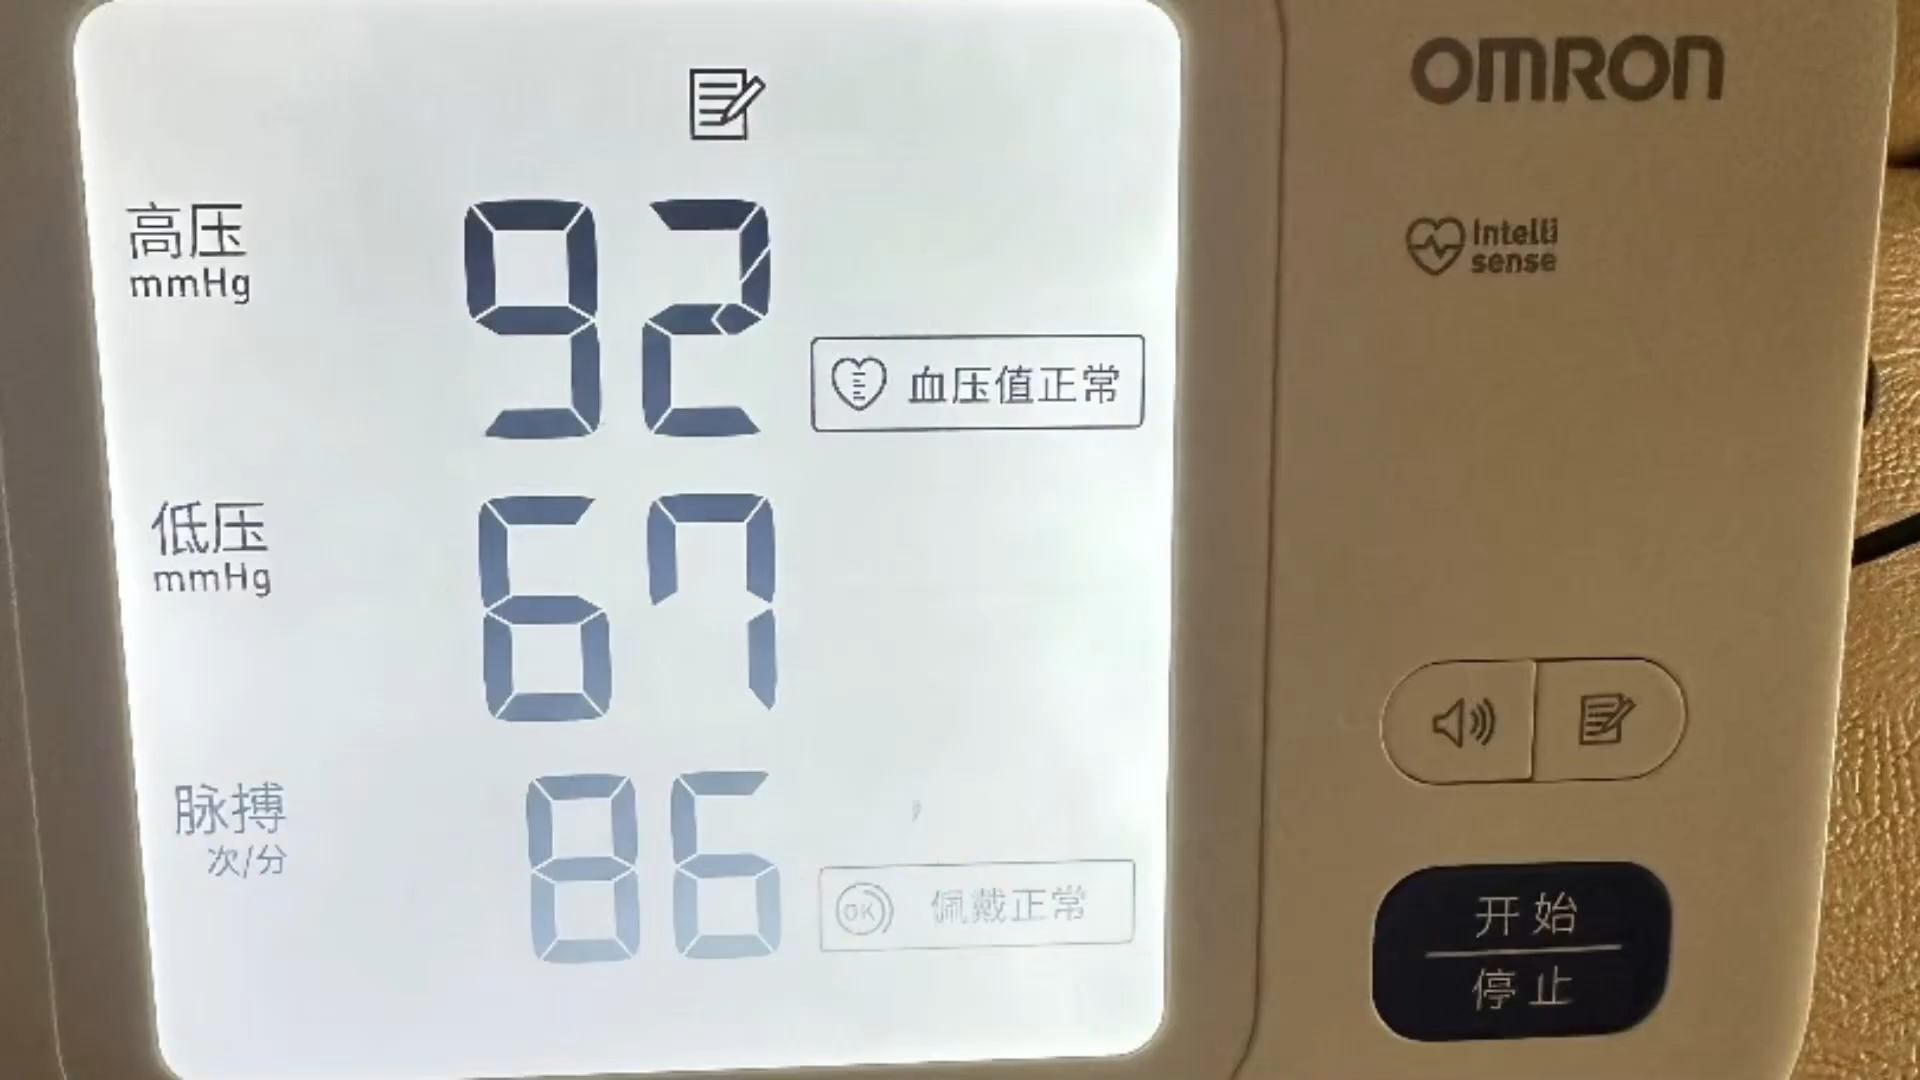 OMRON
高压
mmHg
92
intelli
sense
血压值正常
低压
mmHg
67
脉搏
次/分
86
OK 佩戴正常
开始
停止